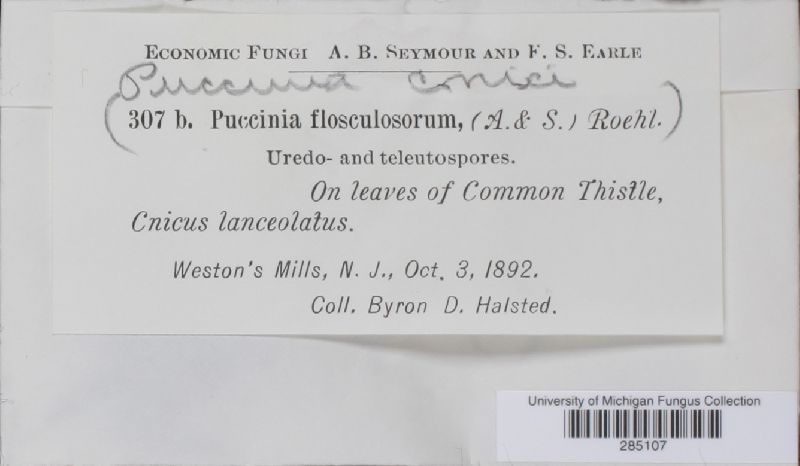 ECONOMIC FUNGI A. B. SEYMOUR AND F. S. EARLE
Puccinia cnici
(307 b. Puccinia flosculosorum, (A. & S.) Roehl.)
Uredo- and teleutospores.
On leaves of Common Thistle,
Cnicus lanceolatus.
Weston's Mills, N. J., Oct. 3, 1892.
Coll. Byron D. Halsted.
University of Michigan Fungus Collection
285107